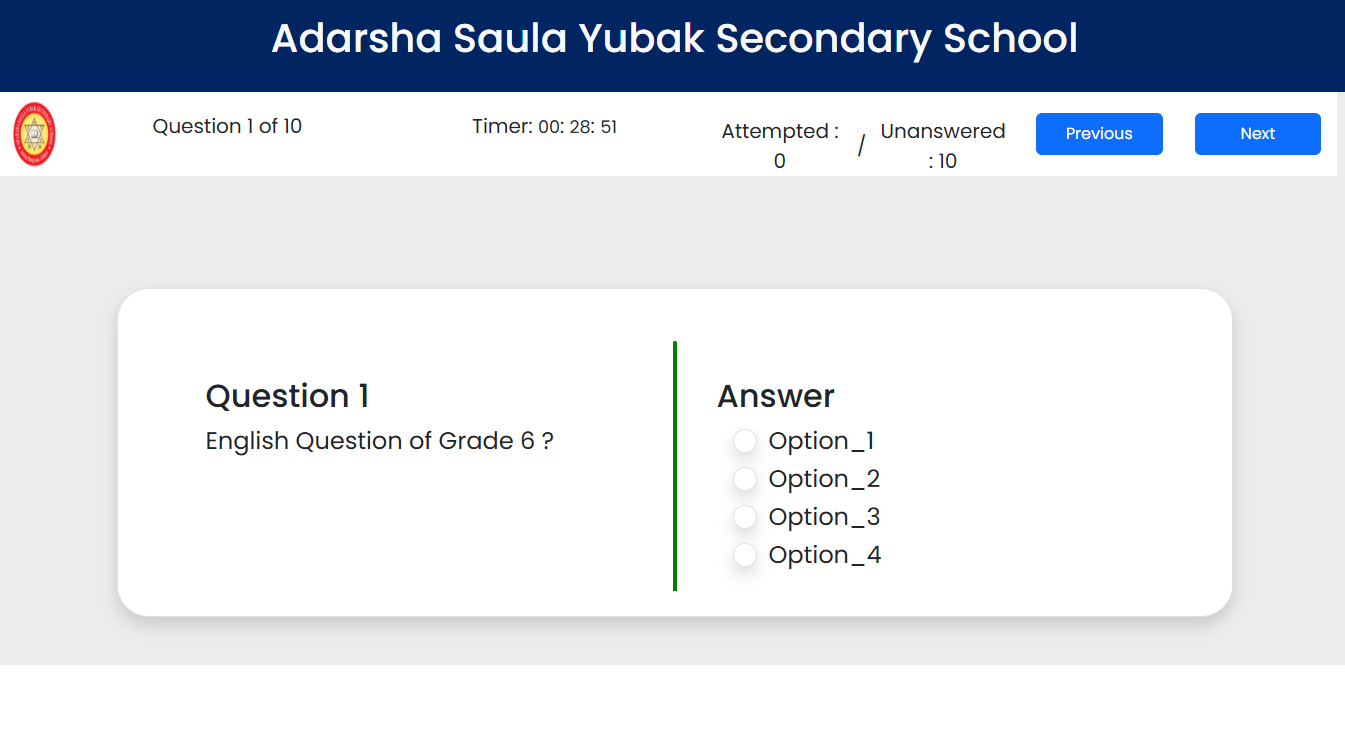 Adarsha Saula Yubak Secondary School
Question 1 of 10
Timer: 00: 28: 51
Attempted :
0
/
Unanswered
: 10
Previous
Next
Question 1
English Question of Grade 6 ?
Answer
Option_1
Option_2
Option_3
Option_4